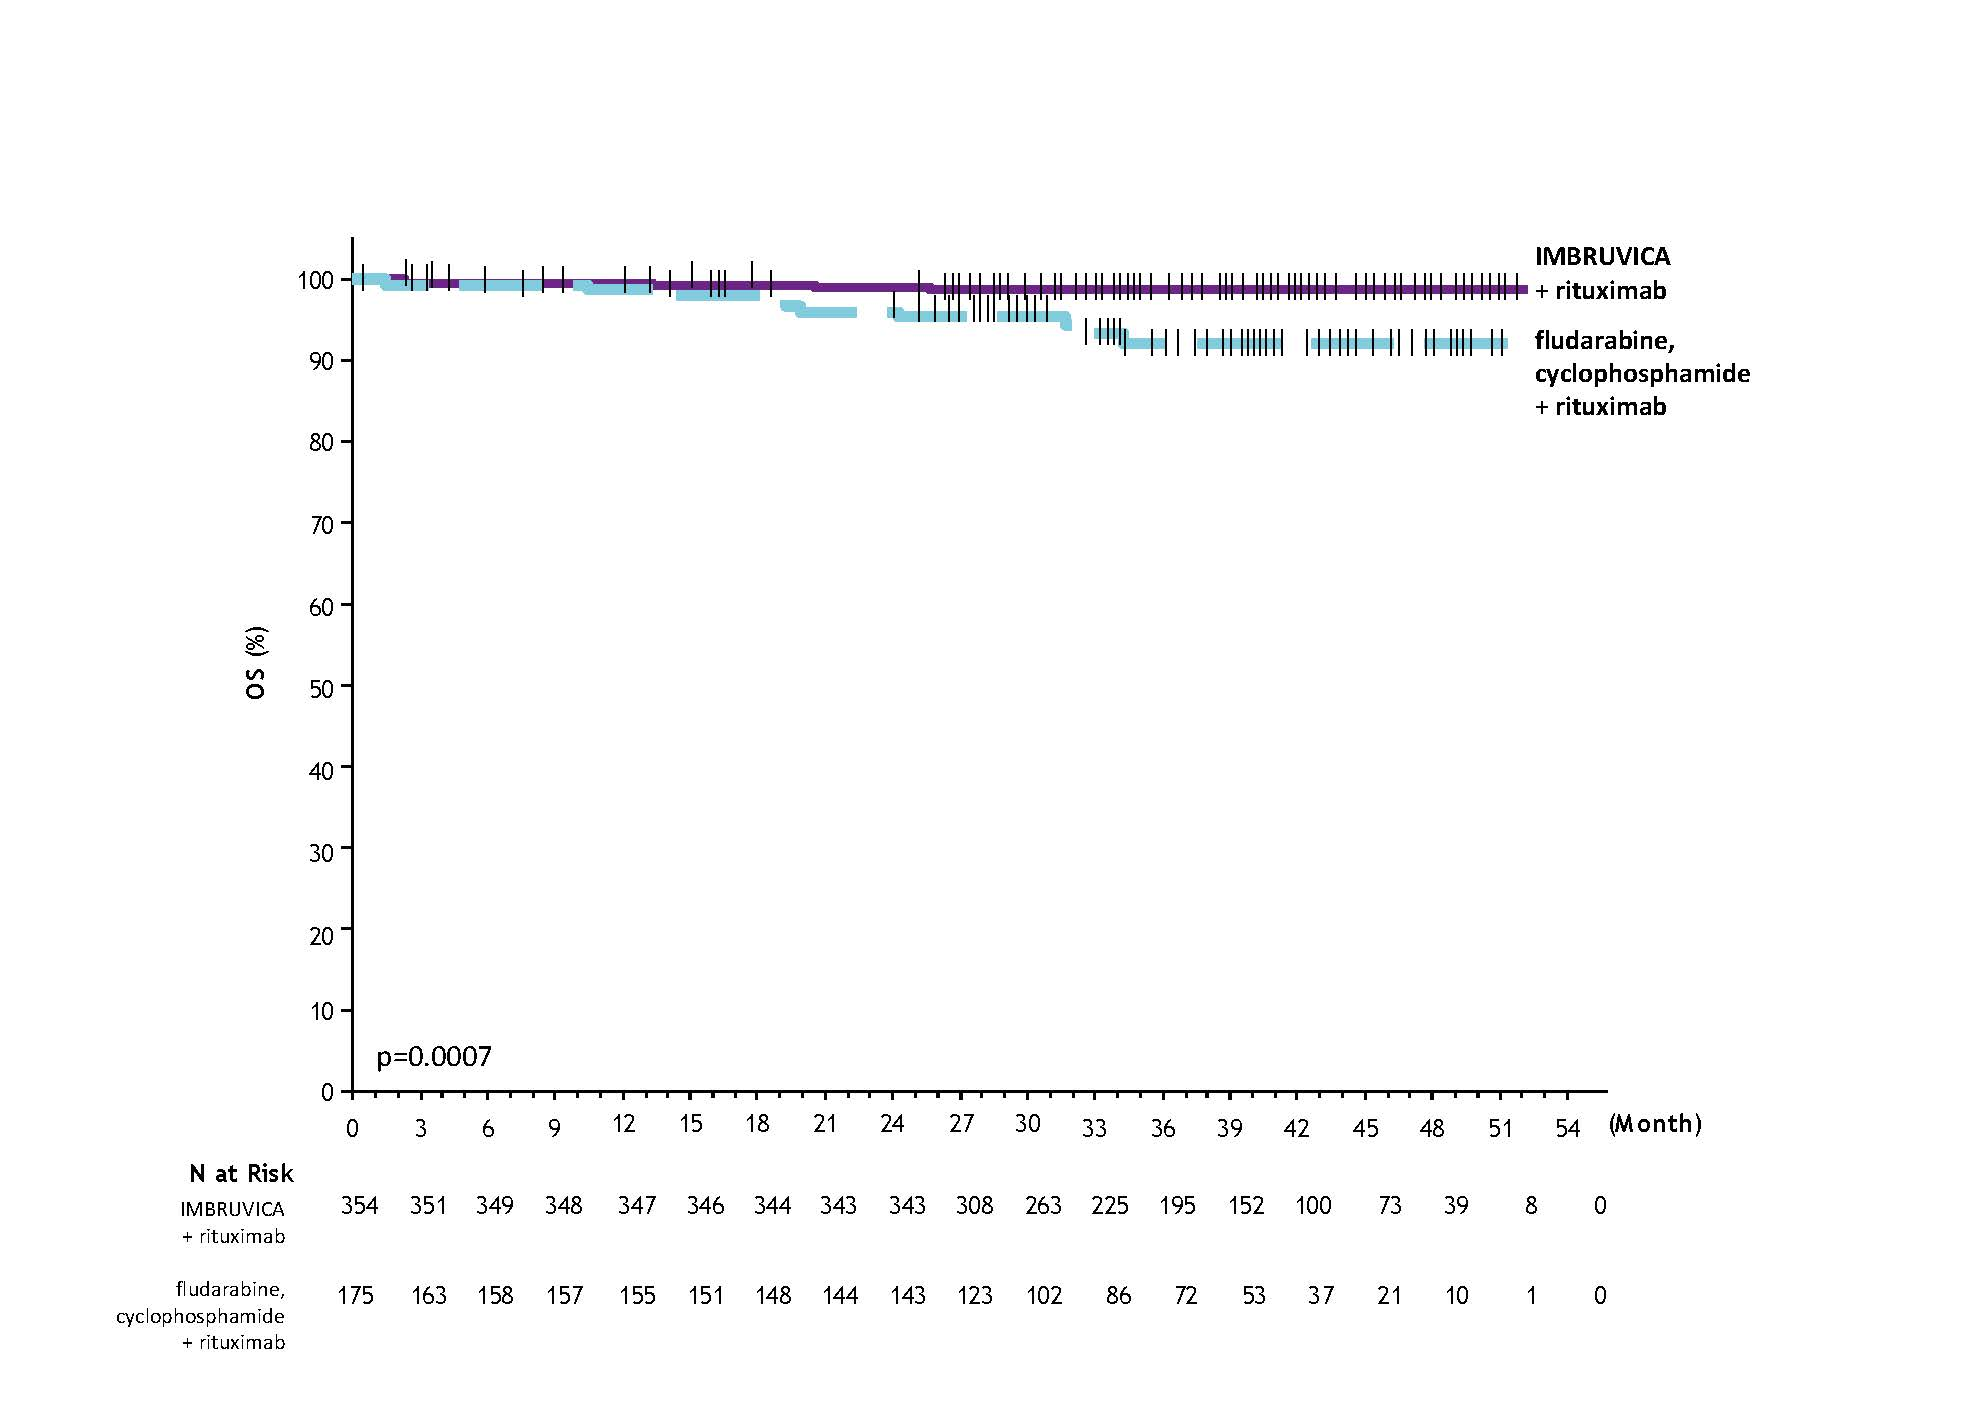 IMBRUVICA
+ rituximab
fludarabine,
cyclophosphamide
+ rituximab
100
90
80
70
60
50
40
30
20
10
0
OS (%)
p=0.0007
0 3 6 9 12 15 18 21 24 27 30 33 36 39 42 45 48 51 54 (Month)
N at Risk
IMBRUVICA
+ rituximab
354 351 349 348 347 346 344 343 343 308 263 225 195 152 100 73 39 8 0
fludarabine,
cyclophosphamide
+ rituximab
175 163 158 157 155 151 148 144 143 123 102 86 72 53 37 21 10 1 0